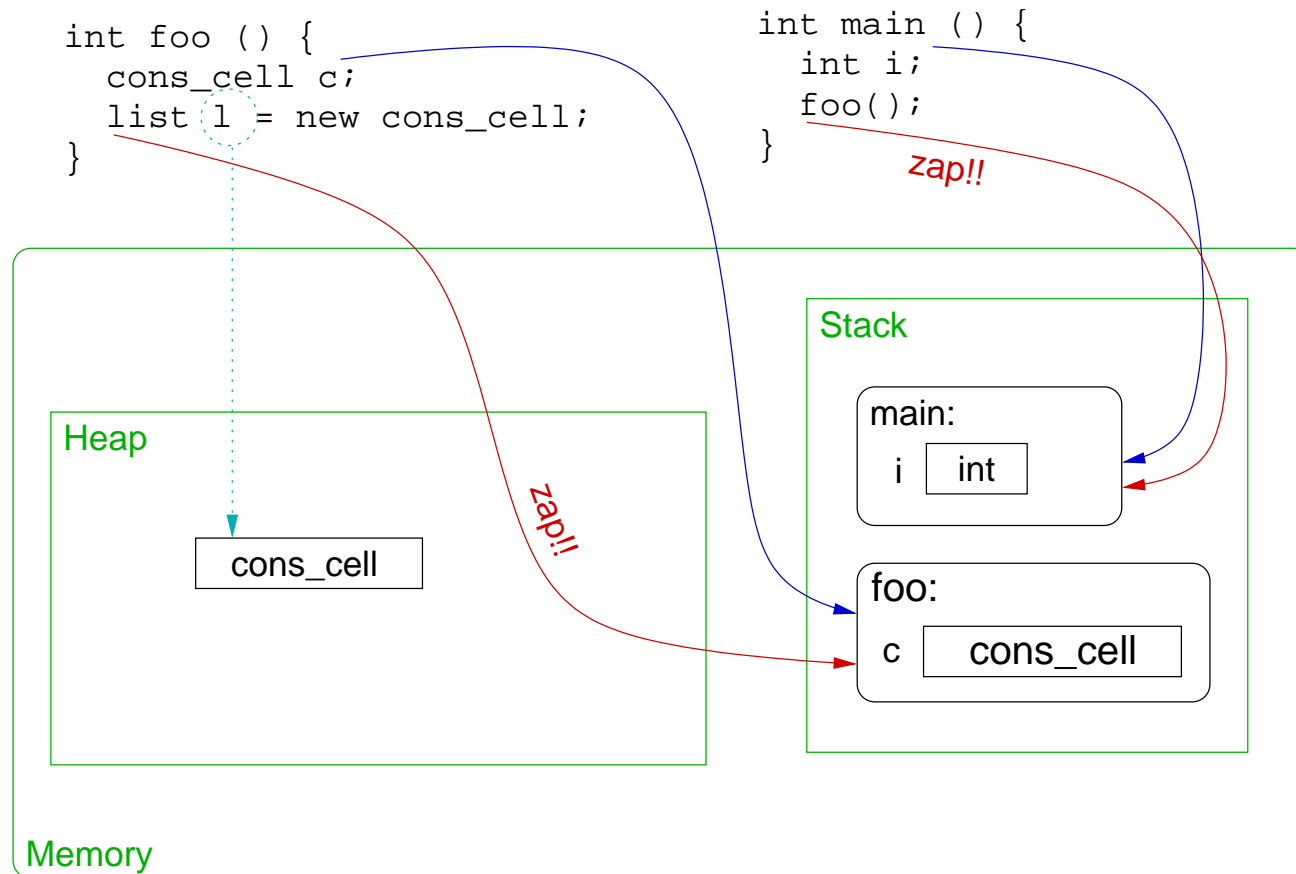 int foo () {
  cons_cell c;
  list l = new cons_cell;
}
int main () {
  int i;
  foo();
}
zap!!
Stack
main:
i int
Heap
zap!!
cons_cell
foo:
c cons_cell
Memory